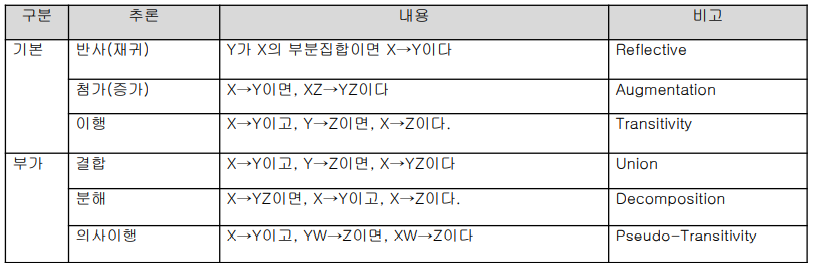 구분 추론 내용 비고
기본 반사(재귀) Y가 X의 부분집합이면 X→Y이다 Reflective
첨가(증가) X→Y이면, XZ→YZ이다 Augmentation
이행 X→Y이고, Y→Z이면, X→Z이다. Transitivity
부가 결합 X→Y이고, Y→Z이면, X→YZ이다 Union
분해 X→YZ이면, X→Y이고, X→Z이다. Decomposition
의사이행 X→Y이고, YW→Z이면, XW→Z이다 Pseudo-Transitivity